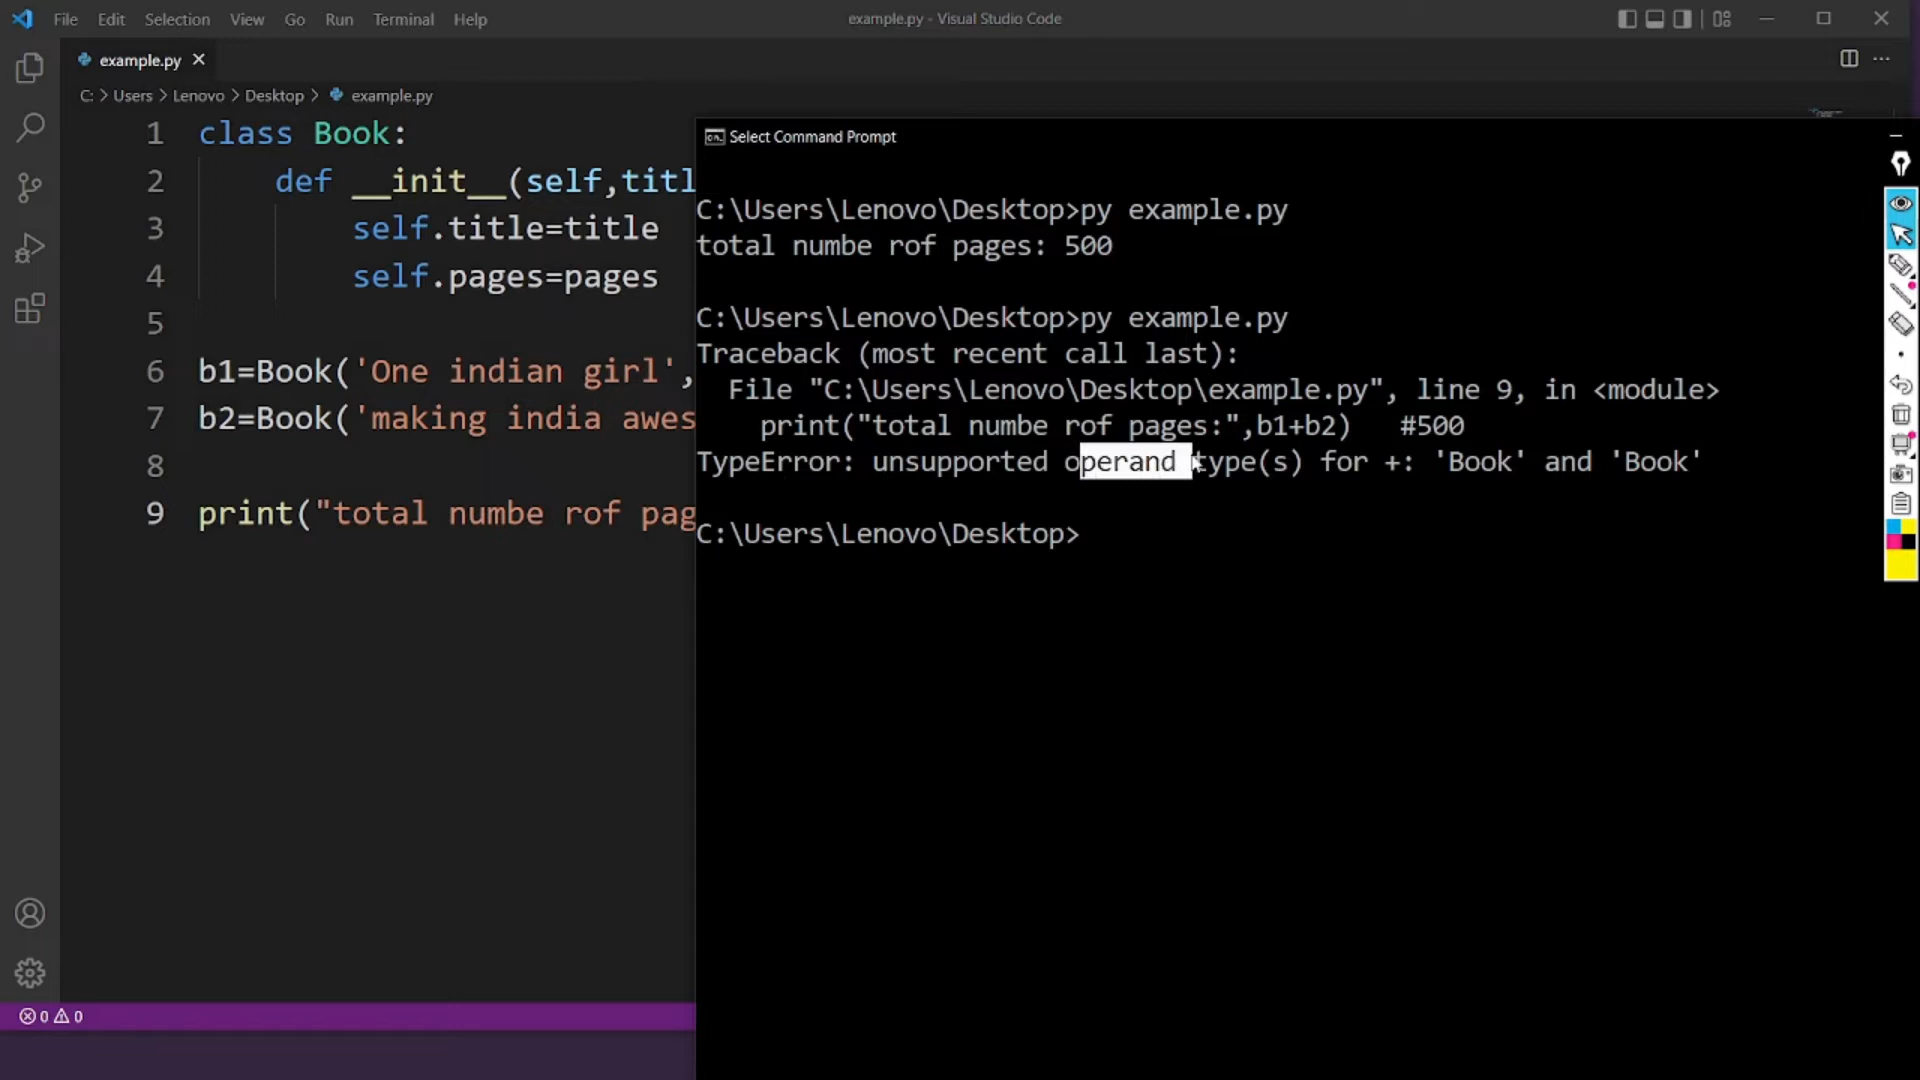 File Edit Selection View Go Run Terminal Help
example.py - Visual Studio Code
example.py
C: > Users > Lenovo > Desktop > example.py
1 class Book:
2 def __init__(self,titl
3 self.title=title
4 self.pages=pages
5
6 b1=Book('One indian girl',
7 b2=Book('making india awes
8
9 print("total numbe rof pag
0 0
Select Command Prompt
C:\Users\Lenovo\Desktop>py example.py
total numbe rof pages: 500
C:\Users\Lenovo\Desktop>py example.py
Traceback (most recent call last):
File "C:\Users\Lenovo\Desktop\example.py", line 9, in <module>
print("total numbe rof pages:",b1+b2) #500
TypeError: unsupported operand type(s) for +: 'Book' and 'Book'
C:\Users\Lenovo\Desktop>